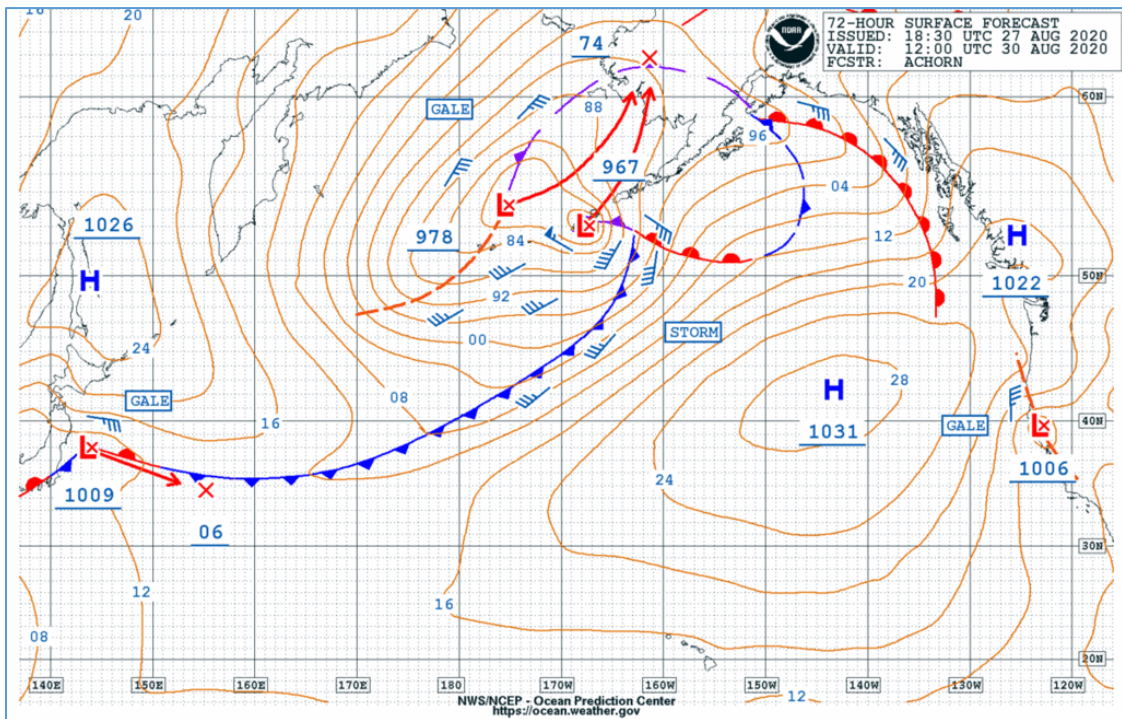 16
20
72-HOUR SURFACE FORECAST
ISSUED: 18:30 UTC 27 AUG 2020
VALID: 12:00 UTC 30 AUG 2020
FCSTR: ACHORN
NOAA
74
60N
GALE
88
96
967
04
1026
978
84
12
H
H
20
50N
1022
92
00
STORM
24
08
28
H
GALE
16
40N
1031
GALE
L
L
L
L
1006
1009
24
06
30N
12
16
08
20N
140E
150E
160E
170E
180
170W
160W
150W
140W
130W
120W
12
NWS/NCEP - Ocean Prediction Center
https://ocean.weather.gov